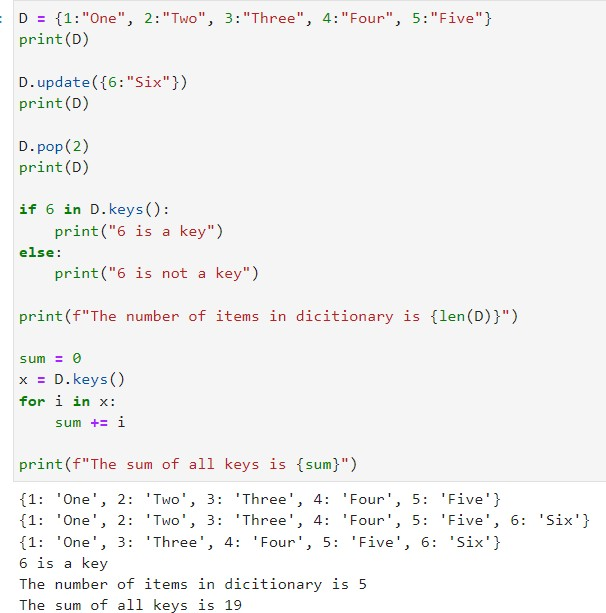 D = {1:"One", 2:"Two", 3:"Three", 4:"Four", 5:"Five"}
print(D)
D.update({6:"Six"})
print(D)
D.pop(2)
print(D)
if 6 in D.keys():
    print("6 is a key")
else:
    print("6 is not a key")
print(f"The number of items in dicitionary is {len(D)}")
sum = 0
x = D.keys()
for i in x:
    sum += i
print(f"The sum of all keys is {sum}")
{1: 'One', 2: 'Two', 3: 'Three', 4: 'Four', 5: 'Five'}
{1: 'One', 2: 'Two', 3: 'Three', 4: 'Four', 5: 'Five', 6: 'Six'}
{1: 'One', 3: 'Three', 4: 'Four', 5: 'Five', 6: 'Six'}
6 is a key
The number of items in dicitionary is 5
The sum of all keys is 19